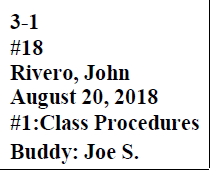 3-1
#18
Rivero, John
August 20, 2018
#1:Class Procedures
Buddy: Joe S.